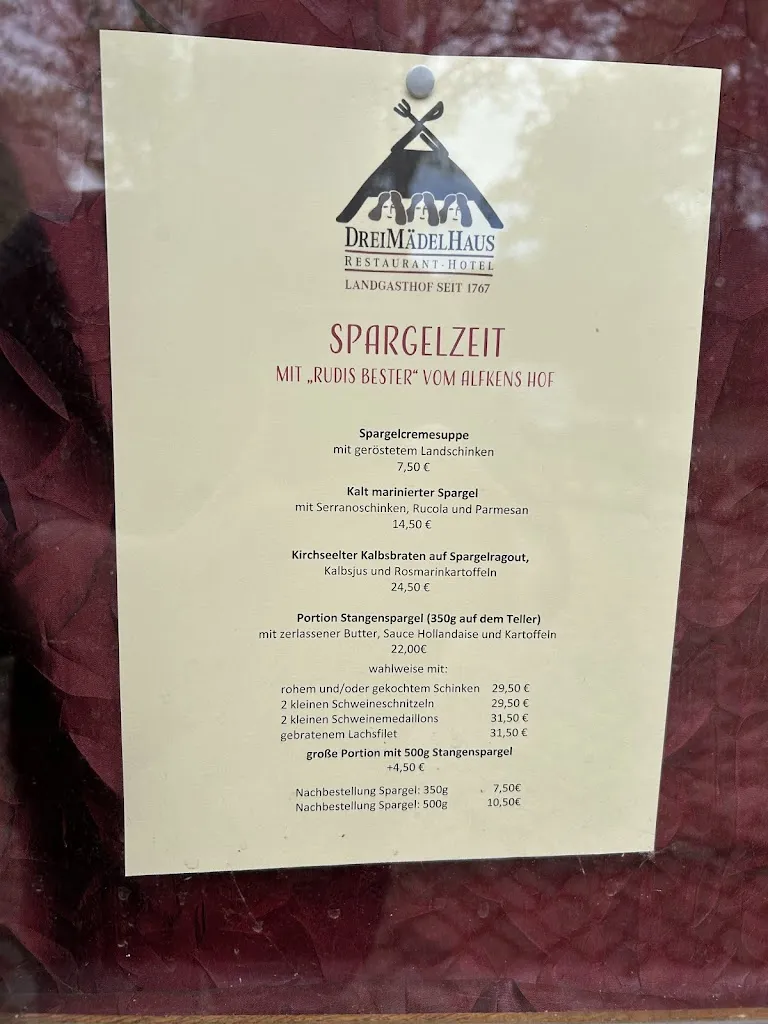 DREIMÄDELHAUS
RESTAURANT-HOTEL
LANDGASTHOF SEIT 1767
SPARGELZEIT
MIT „RUDIS BESTER“ VOM ALFKENS HOF
Spargelcremesuppe
mit geröstetem Landschinken
7,50 €
Kalt marinierter Spargel
mit Serranoschinken, Rucola und Parmesan
14,50 €
Kirchseelter Kalbsbraten auf Spargelragout,
Kalbsjus und Rosmarinkartoffeln
24,50 €
Portion Stangenspargel (350g auf dem Teller)
mit zerlassener Butter, Sauce Hollandaise und Kartoffeln
22,00€
wahlweise mit:
rohem und/oder gekochtem Schinken 29,50 €
2 kleinen Schweineschnitzeln 29,50 €
2 kleinen Schweinemedaillons 31,50 €
gebratenem Lachsfilet 31,50 €
große Portion mit 500g Stangenspargel
+4,50 €
Nachbestellung Spargel: 350g 7,50€
Nachbestellung Spargel: 500g 10,50€